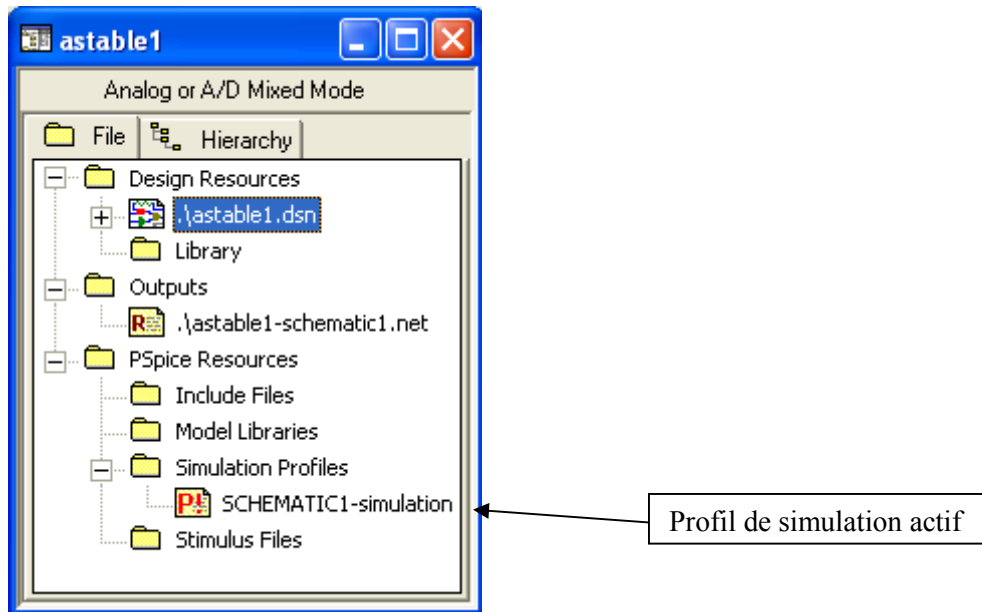 astable1
Analog or A/D Mixed Mode
File Hierarchy
Design Resources
.\astable1.dsn
Library
Outputs
.\astable1-schematic1.net
PSpice Resources
Include Files
Model Libraries
Simulation Profiles
SCHEMATIC1-simulation
Profil de simulation actif
Stimulus Files